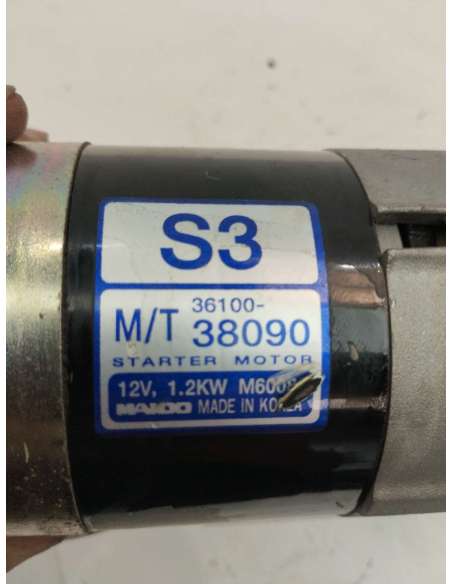 S3
M/T 36100-
38090
STARTER MOTOR
12V, 1.2KW
MANDO MADE IN KOREA